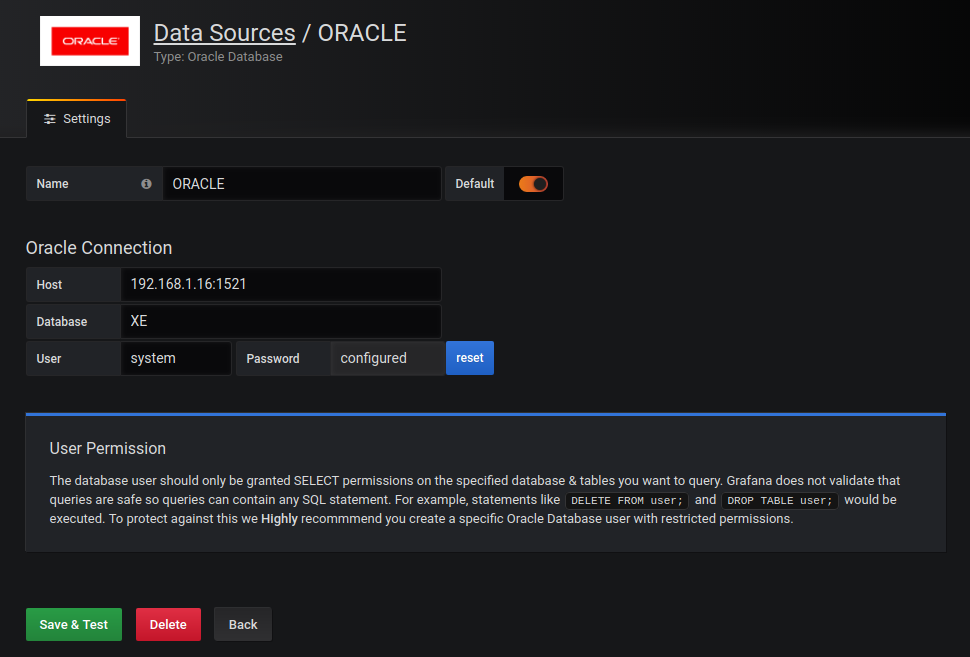 ORACLE
Data Sources / ORACLE
Type: Oracle Database
Settings
Name ORACLE Default
Oracle Connection
Host 192.168.1.16:1521
Database XE
User system Password configured reset
User Permission
The database user should only be granted SELECT permissions on the specified database & tables you want to query. Grafana does not validate that
queries are safe so queries can contain any SQL statement. For example, statements like DELETE FROM user; and DROP TABLE user; would be
executed. To protect against this we Highly recommmend you create a specific Oracle Database user with restricted permissions.
Save & Test Delete Back